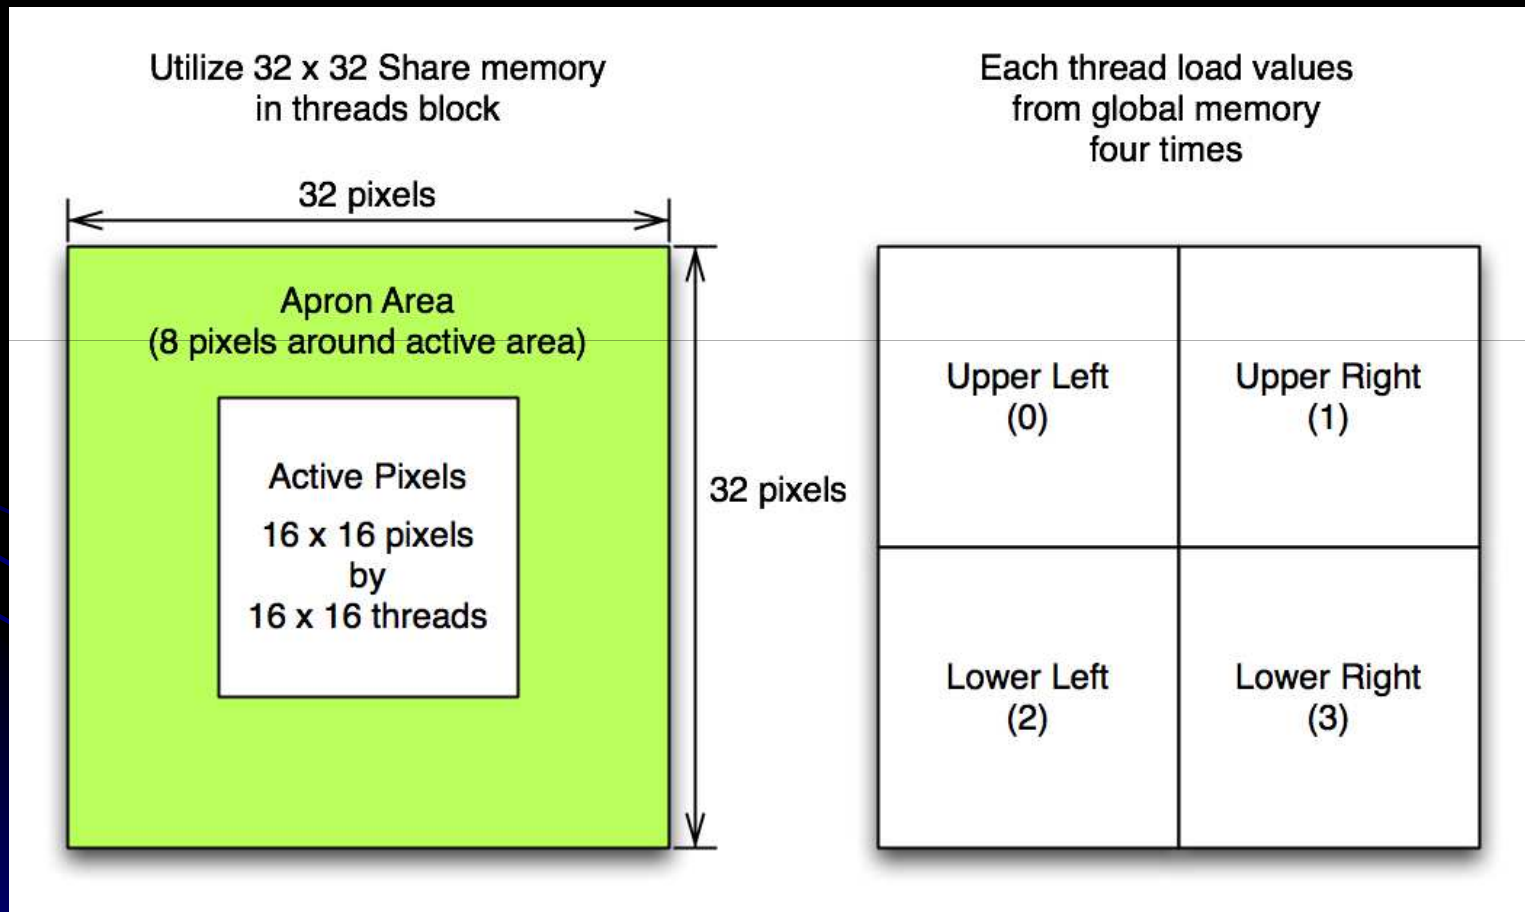 Utilize 32 x 32 Share memory
in threads block
32 pixels
Apron Area
(8 pixels around active area)
Active Pixels
16 x 16 pixels
by
16 x 16 threads
32 pixels
Each thread load values
from global memory
four times
Upper Left
(0)
Upper Right
(1)
Lower Left
(2)
Lower Right
(3)